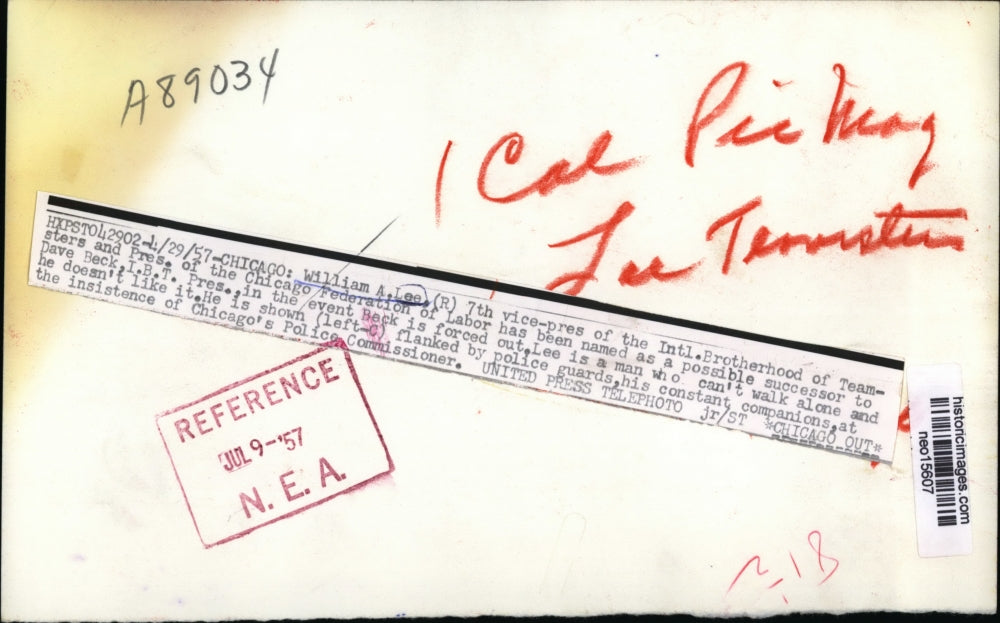 A89034
1 Col Pic Mag
Lee Teamsters
HXPST042902-4/29/57-CHICAGO: William A.Lee,(R) 7th vice-pres of the Intl.Brotherhood of Team-
sters and Pres. of the Chicago Federation of Labor has been named as a possible successor to
Dave Beck,I.B.T. Pres.,in the event Beck is forced out.Lee is a man who can't walk alone and
he doesn't like it.He is shown (left-C) flanked by police guards,his constant companions,at
the insistence of Chicago's Police Commissioner. UNITED PRESS TELEPHOTO jr/ST *CHICAGO OUT*
REFERENCE
JUL 9-'57
N. E. A.
historicimages.com
neo15607